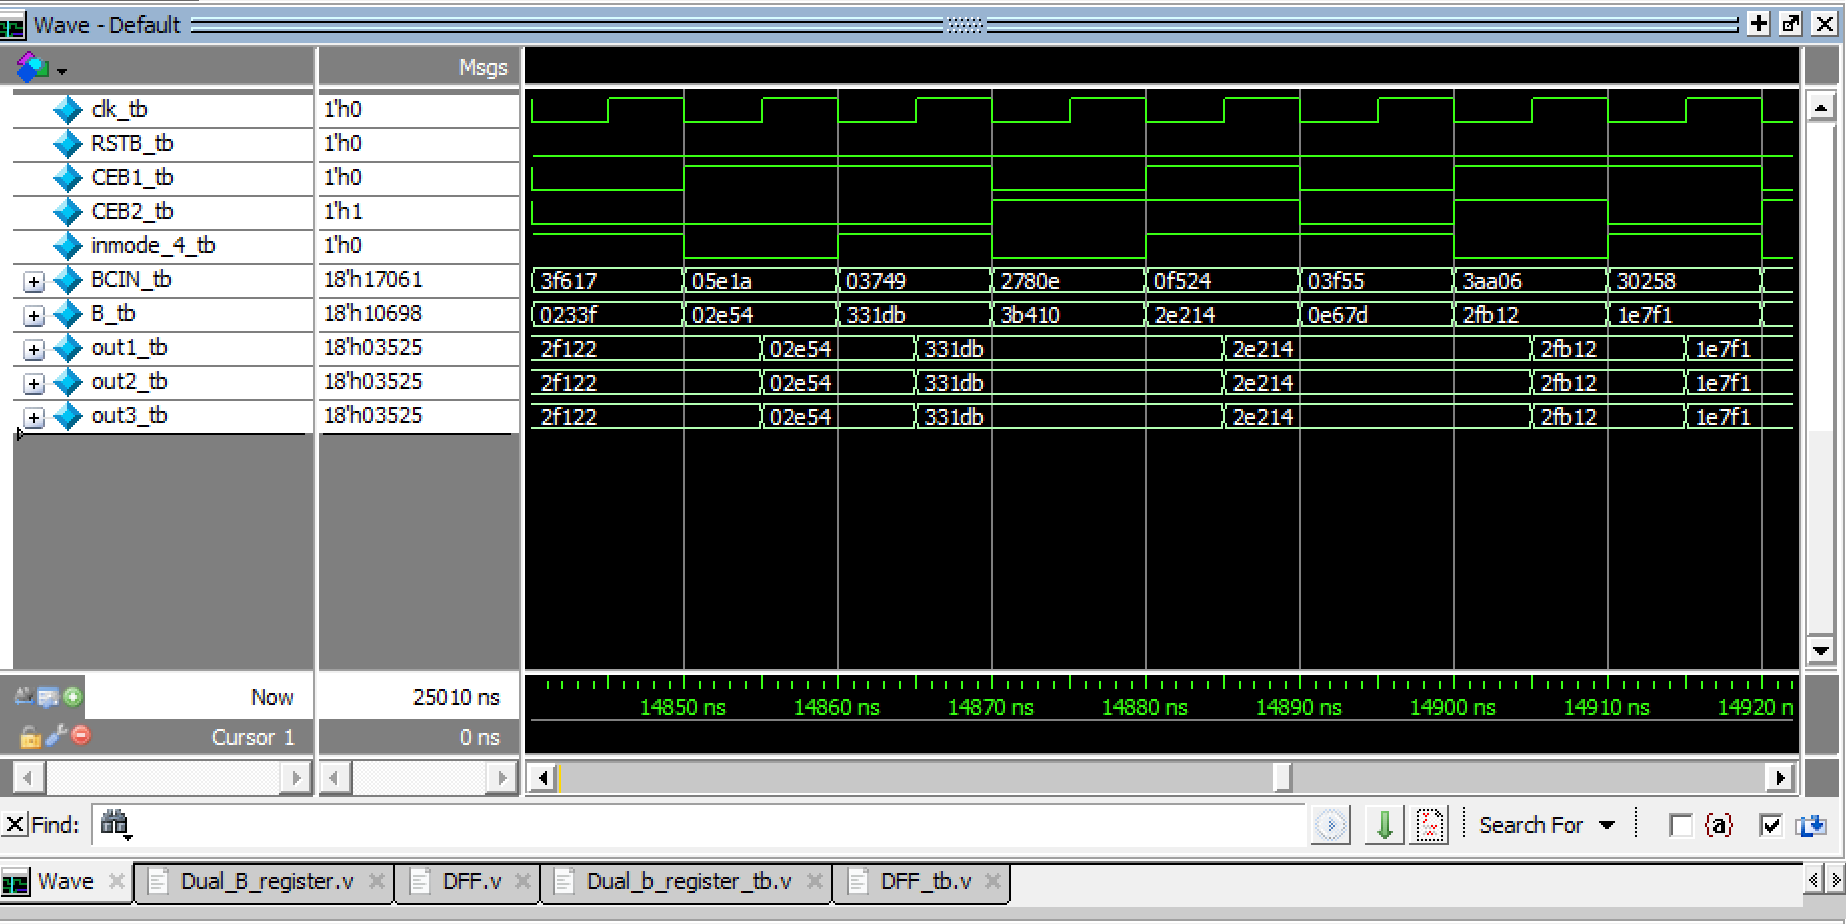 Wave - Default
Msgs
clk_tb 1'h0
RSTB_tb 1'h0
CEB1_tb 1'h0
CEB2_tb 1'h1
inmode_4_tb 1'h0
BCIN_tb 18'h17061 3f617 05e1a 03749 2780e 0f524 03f55 3aa06 30258
B_tb 18'h10698 0233f 02e54 331db 3b410 2e214 0e67d 2fb12 1e7f1
out1_tb 18'h03525 2f122 02e54 331db 2e214 2fb12 1e7f1
out2_tb 18'h03525 2f122 02e54 331db 2e214 2fb12 1e7f1
out3_tb 18'h03525 2f122 02e54 331db 2e214 2fb12 1e7f1
Now 25010 ns 14850 ns 14860 ns 14870 ns 14880 ns 14890 ns 14900 ns 14910 ns 14920 n
Cursor 1 0 ns
Find: Search For {a}
Wave Dual_B_register.v DFF.v Dual_b_register_tb.v DFF_tb.v